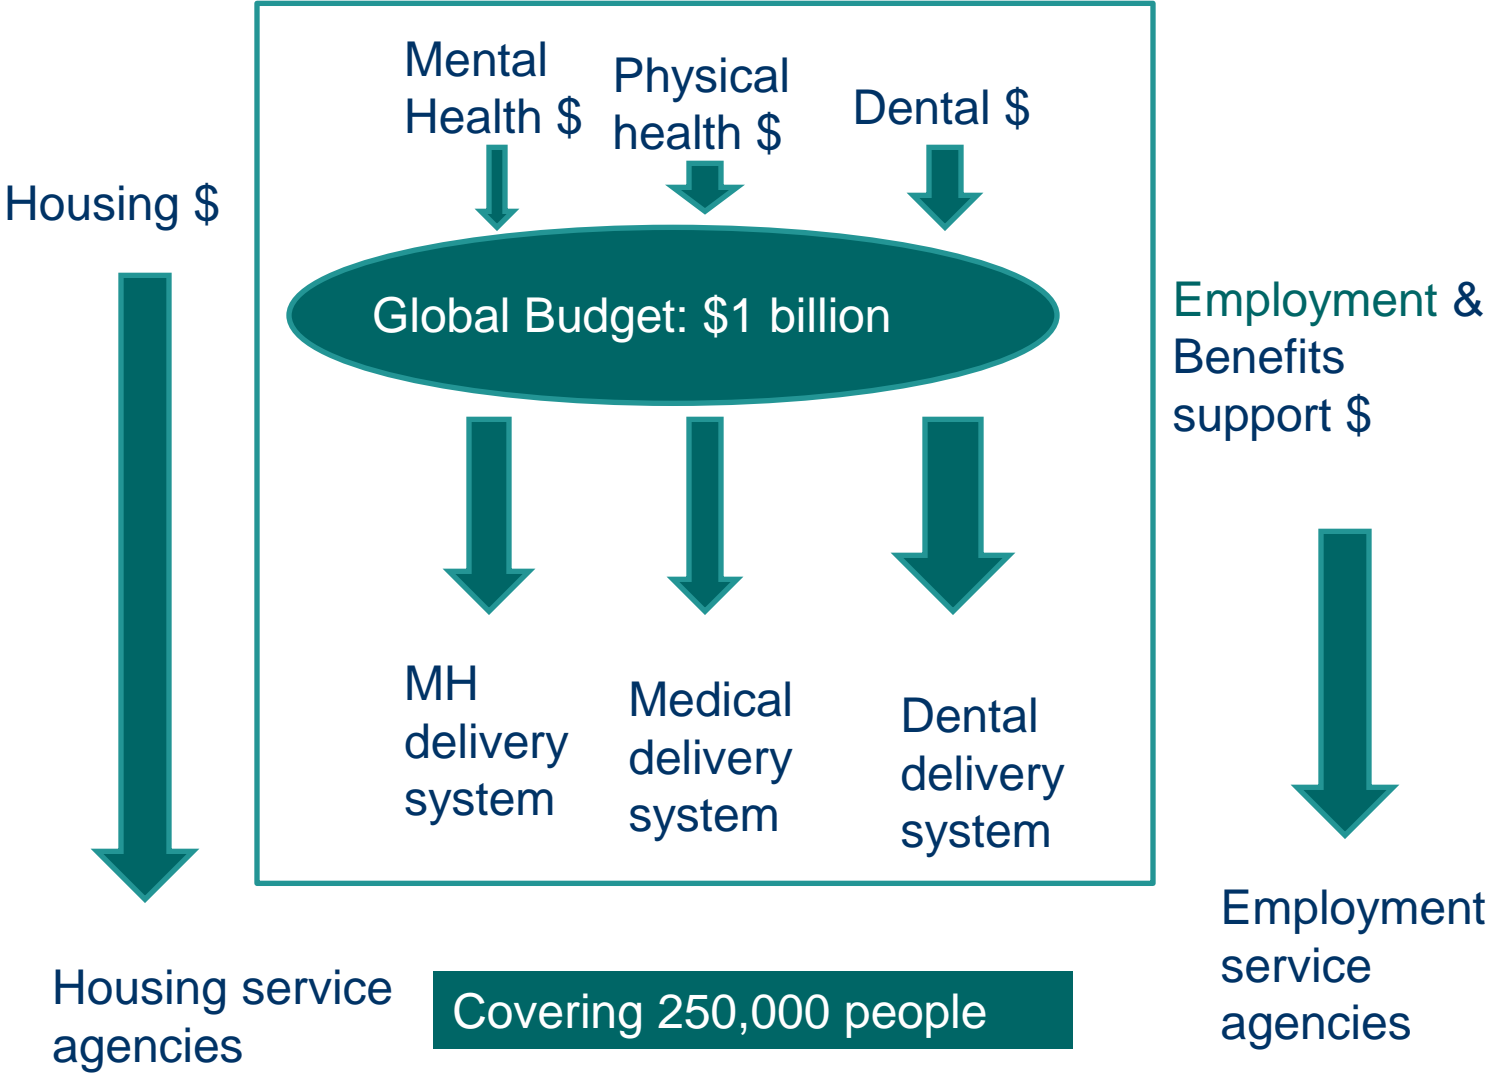 Mental
Health $
Physical
health $
Dental $
Housing $
Global Budget: $1 billion
Employment &
Benefits
support $
MH
delivery
system
Medical
delivery
system
Dental
delivery
system
Housing service
agencies
Covering 250,000 people
Employment
service
agencies